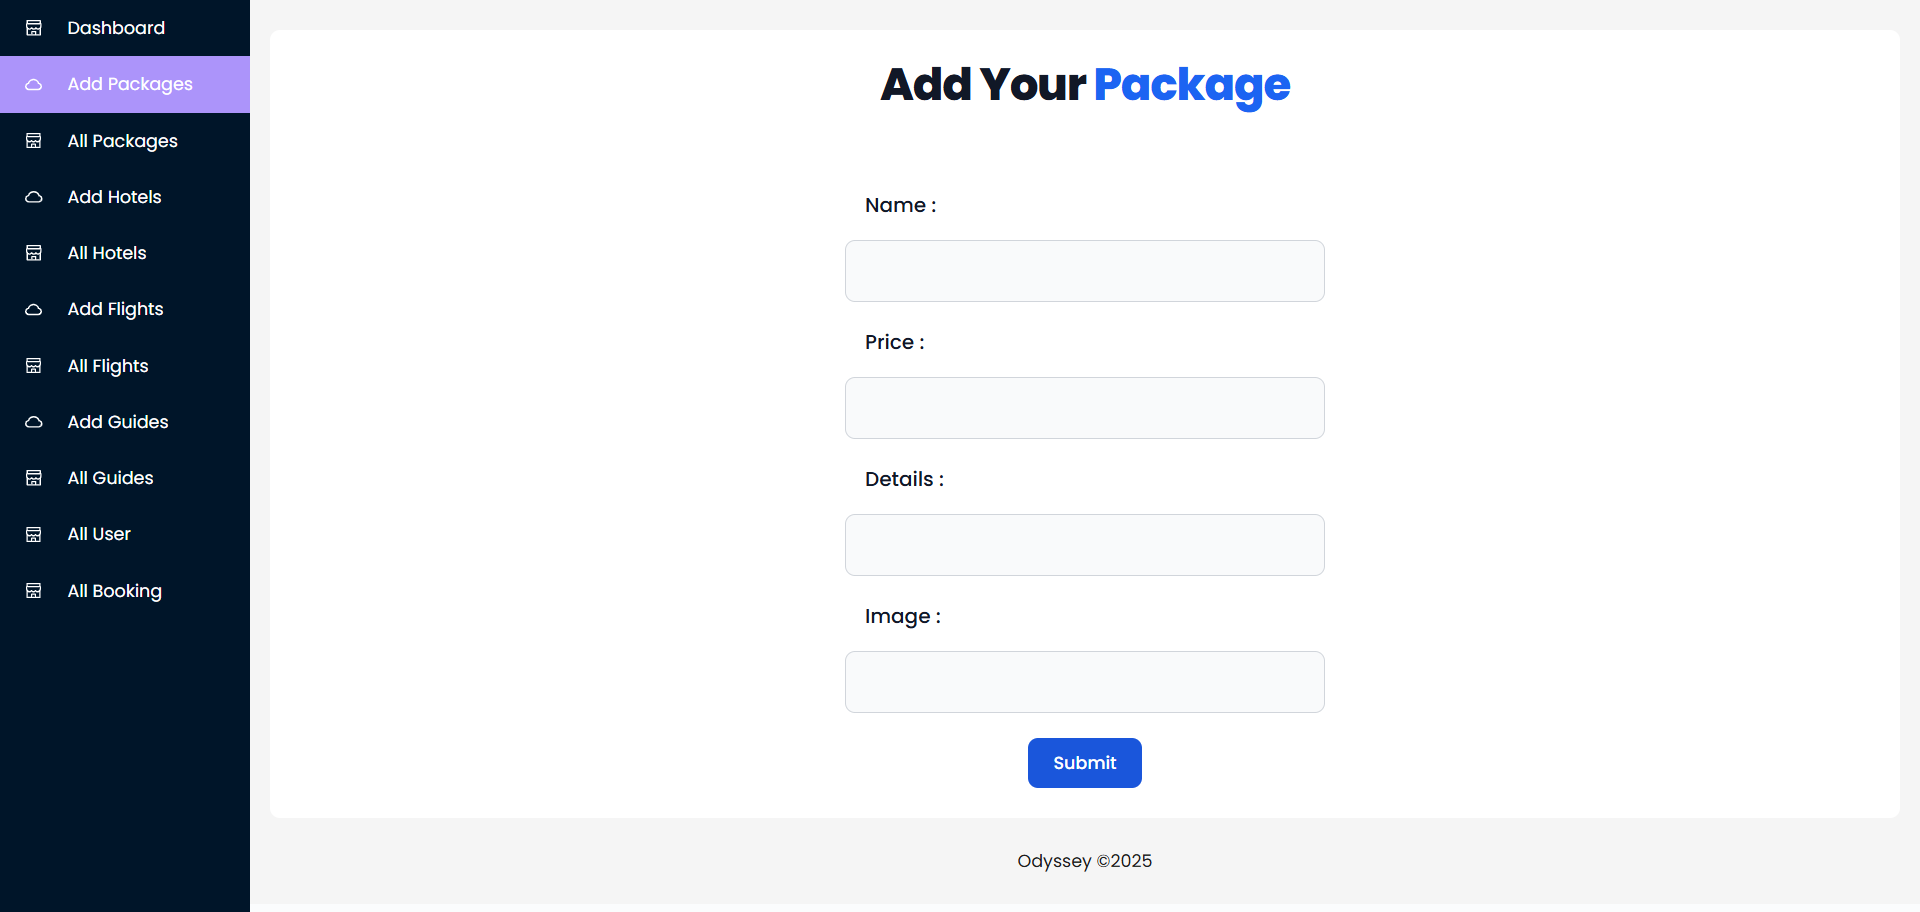 Dashboard
Add Packages
All Packages
Add Hotels
All Hotels
Add Flights
All Flights
Add Guides
All Guides
All User
All Booking
Add Your Package
Name :
Price :
Details :
Image :
Submit
Odyssey ©2025